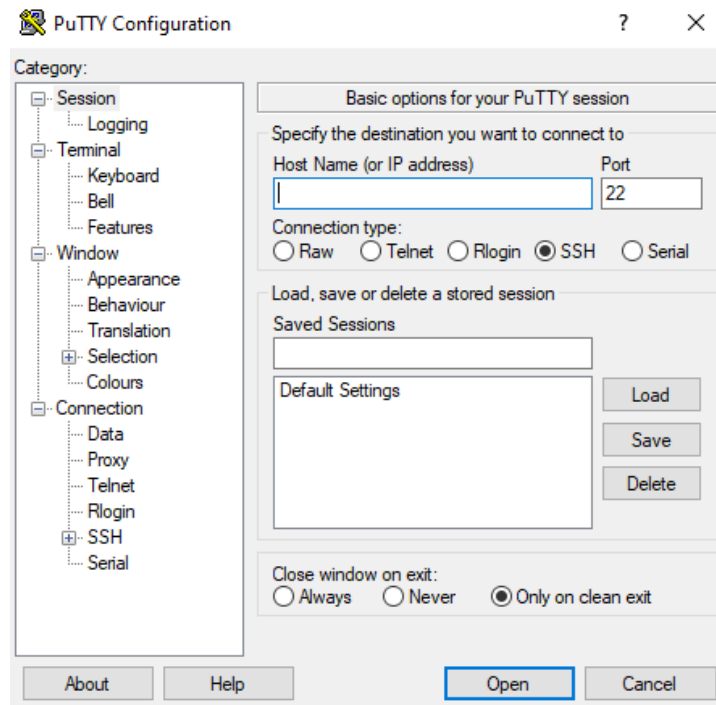 PuTTY Configuration
?
Category:
Session
Logging
Terminal
Keyboard
Bell
Features
Window
Appearance
Behaviour
Translation
Selection
Colours
Connection
Data
Proxy
Telnet
Rlogin
SSH
Serial
Basic options for your PuTTY session
Specify the destination you want to connect to
Host Name (or IP address) Port
22
Connection type:
Raw Telnet Rlogin SSH Serial
Load, save or delete a stored session
Saved Sessions
Default Settings
Load
Save
Delete
Close window on exit:
Always Never Only on clean exit
About Help Open Cancel